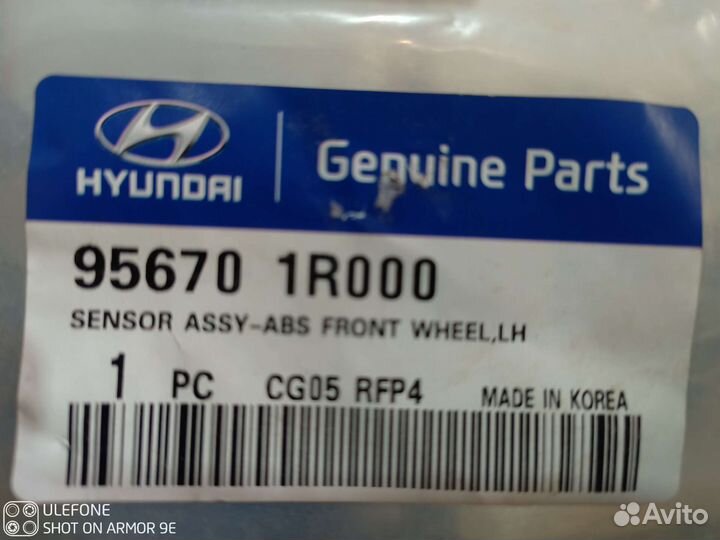 HYUNDAI
Genuine Parts
95670 1R000
SENSOR ASSY-ABS FRONT WHEEL,LH
1 PC CG05 RFP4 MADE IN KOREA
ULEFONE
SHOT ON ARMOR 9E
Avito